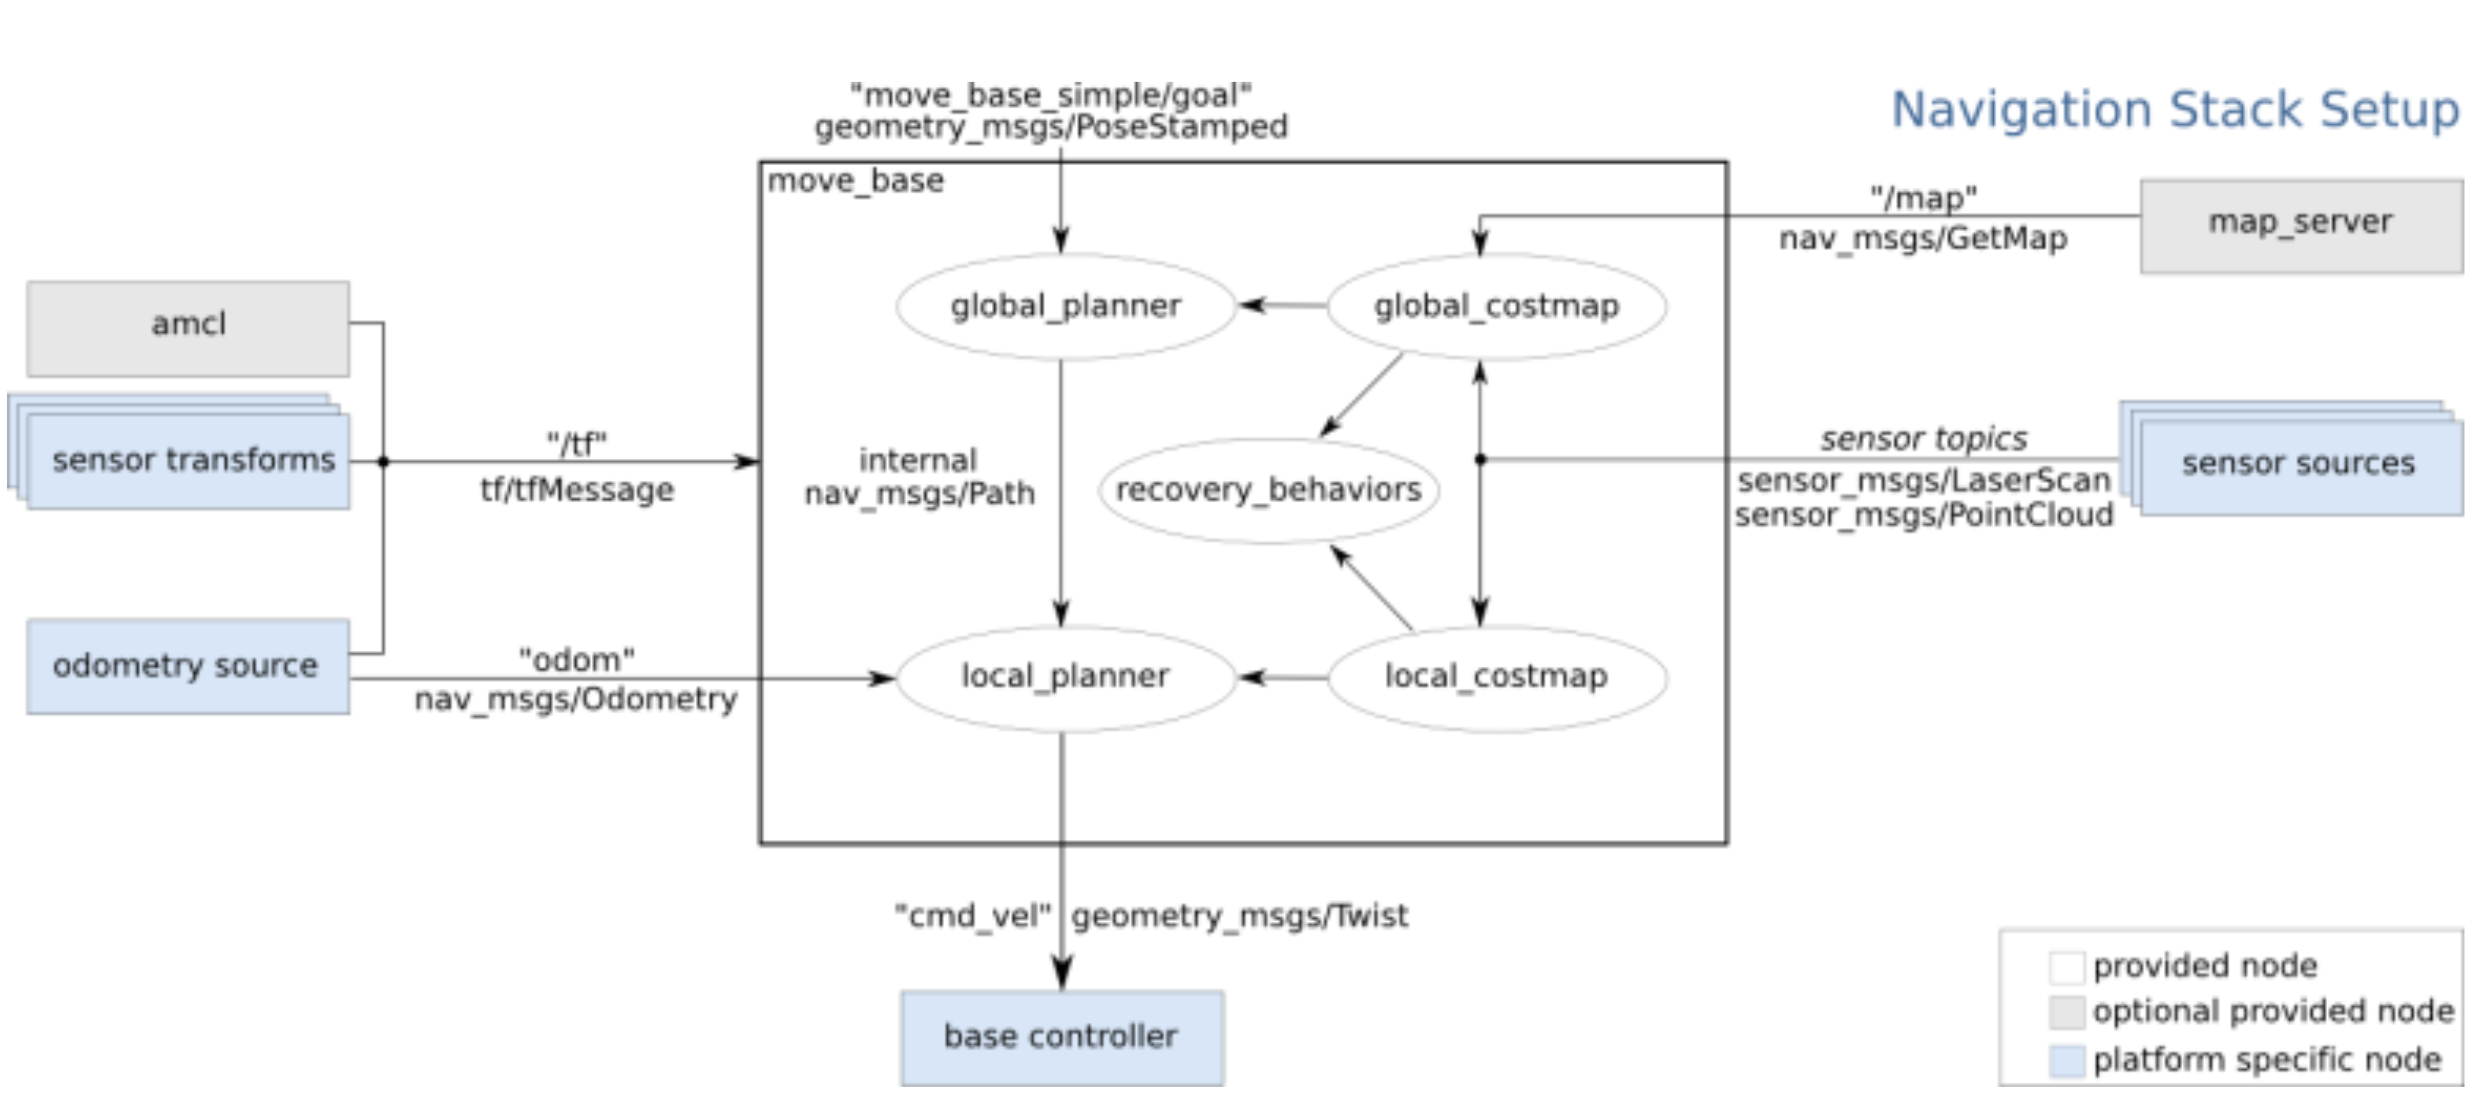 "move_base_simple/goal"
geometry_msgs/PoseStamped
Navigation Stack Setup
move_base
"/map"
nav_msgs/GetMap
map_server
global_planner
global_costmap
amcl
sensor transforms
"/tf"
tf/tfMessage
internal
nav_msgs/Path
recovery_behaviors
sensor topics
sensor_msgs/LaserScan
sensor_msgs/PointCloud
sensor sources
odometry source
"odom"
nav_msgs/Odometry
local_planner
local_costmap
"cmd_vel" geometry_msgs/Twist
base controller
provided node
optional provided node
platform specific node